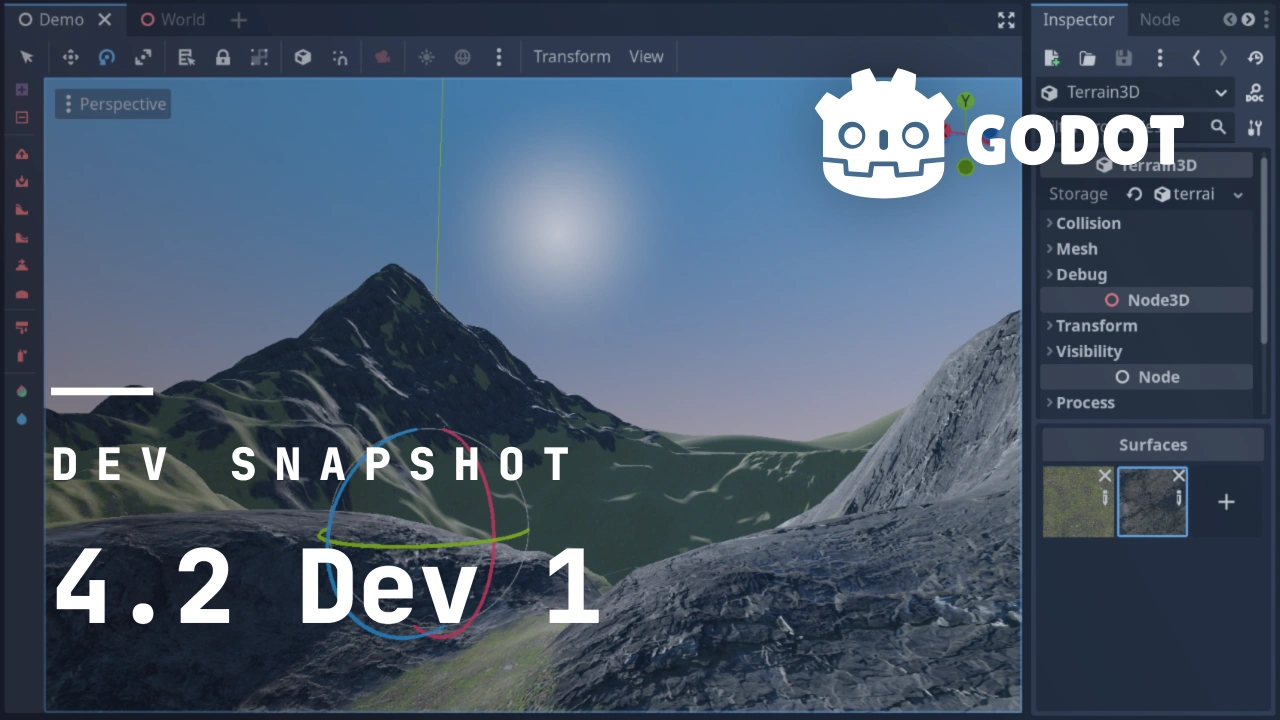 Demo
World
Inspector
Node
Transform
View
Terrain3D
DOC
Perspective
Y
GODOT
Terrain3D
Storage
terrai
Collision
Mesh
Debug
Node3D
Transform
Visibility
Node
Process
Surfaces
DEV SNAPSHOT
4.2 Dev 1